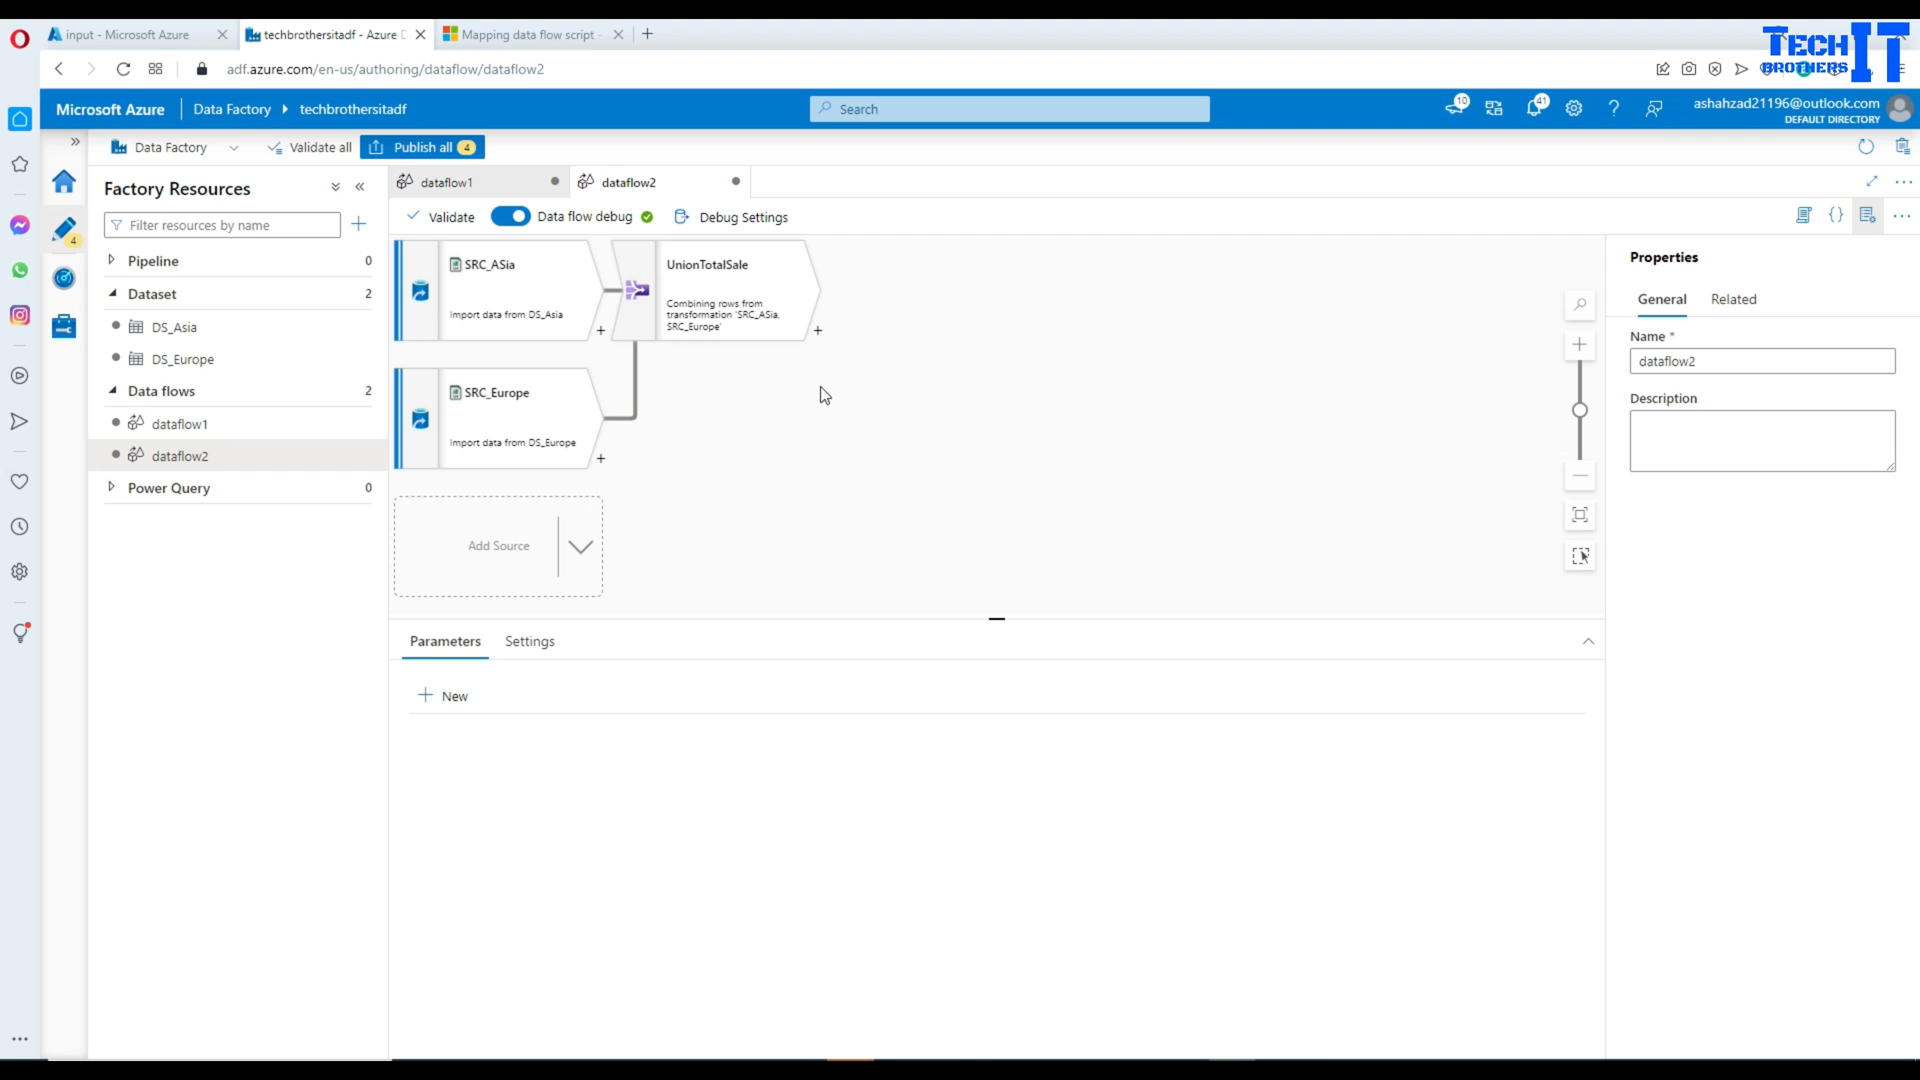 input - Microsoft Azure
techbrothersitadf - Azure D
Mapping data flow script -
TECH IT
BROTHERS
adf.azure.com/en-us/authoring/dataflow/dataflow2
Microsoft Azure
Data Factory
techbrothersitadf
Search
10
41
ashahzad21196@outlook.com
DEFAULT DIRECTORY
Data Factory
Validate all
Publish all
4
Factory Resources
dataflow1
dataflow2
Filter resources by name
Validate
Data flow debug
Debug Settings
4
Pipeline
0
Dataset
2
DS_Asia
DS_Europe
Data flows
2
dataflow1
dataflow2
Power Query
0
SRC_ASia
Import data from DS_Asia
UnionTotalSale
Combining rows from
transformation 'SRC_ASia,
SRC_Europe'
SRC_Europe
Import data from DS_Europe
Add Source
Properties
General
Related
Name *
dataflow2
Description
Parameters
Settings
New